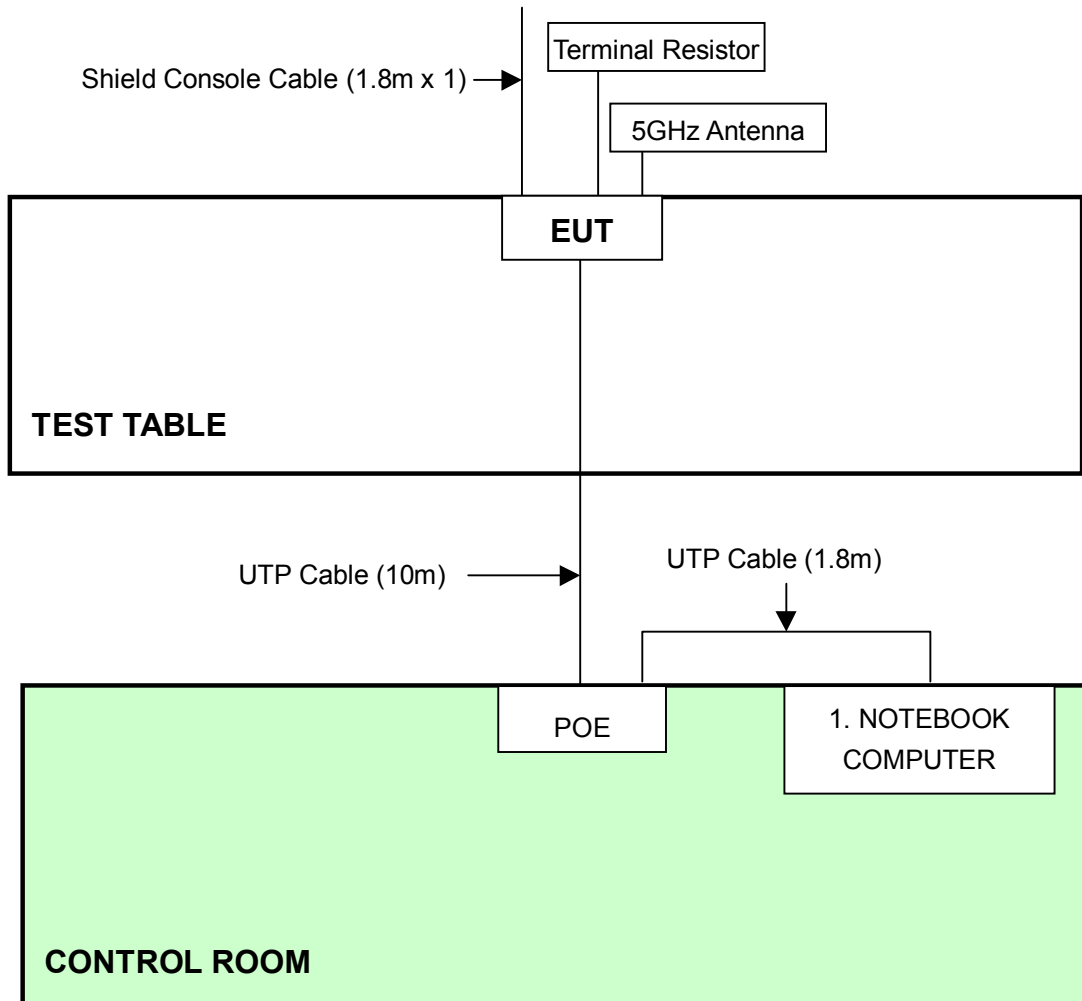 Terminal Resistor
Shield Console Cable (1.8m x 1)
5GHz Antenna
EUT
TEST TABLE
UTP Cable (10m)
UTP Cable (1.8m)
POE
1. NOTEBOOK
COMPUTER
CONTROL ROOM